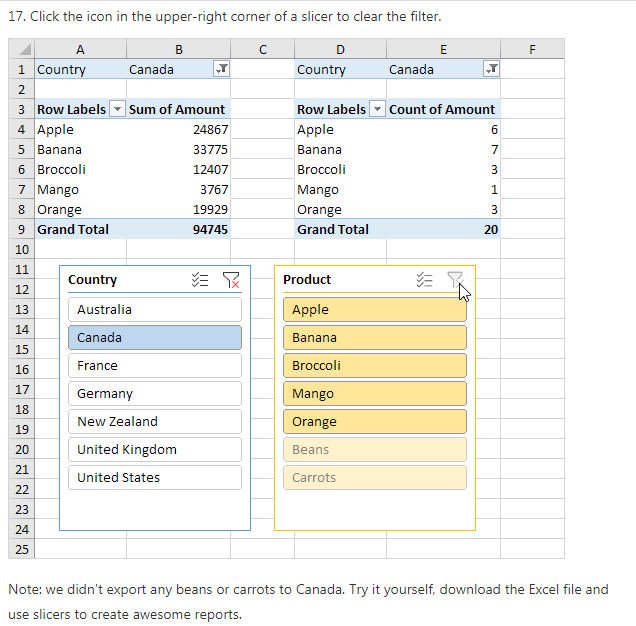 17. Click the icon in the upper-right corner of a slicer to clear the filter.
A B C D E F
1 Country Canada Country Canada
2
3 Row Labels Sum of Amount Row Labels Count of Amount
4 Apple 24867 Apple 6
5 Banana 33775 Banana 7
6 Broccoli 12407 Broccoli 3
7 Mango 3767 Mango 1
8 Orange 19929 Orange 3
9 Grand Total 94745 Grand Total 20
10
11
12 Country Product
13 Australia Apple
14 Canada Banana
15
16 France Broccoli
17 Germany Mango
18
19 New Zealand Orange
20 United Kingdom Beans
21 United States Carrots
22
23
24
25
Note: we didn't export any beans or carrots to Canada. Try it yourself, download the Excel file and
use slicers to create awesome reports.